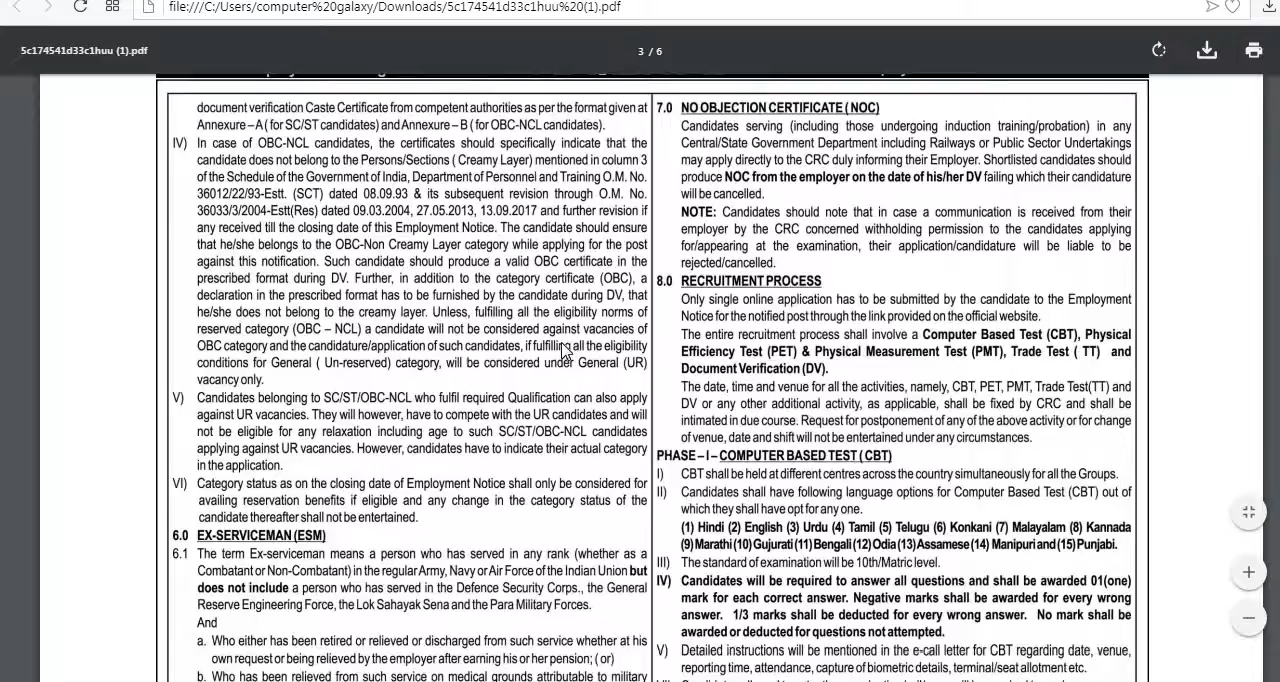 file:///C:/Users/computer%20galaxy/Downloads/5c174541d33c1huu%20(1).pdf
5c174541d33c1huu (1).pdf
3 / 6
document verification Caste Certificate from competent authorities as per the format given at
Annexure – A ( for SC/ST candidates) and Annexure – B ( for OBC-NCL candidates).
IV) In case of OBC-NCL candidates, the certificates should specifically indicate that the
candidate does not belong to the Persons/Sections ( Creamy Layer) mentioned in column 3
of the Schedule of the Government of India, Department of Personnel and Training O.M. No.
36012/22/93-Estt. (SCT) dated 08.09.93 & its subsequent revision through O.M. No.
36033/3/2004-Estt(Res) dated 09.03.2004, 27.05.2013, 13.09.2017 and further revision if
any received till the closing date of this Employment Notice. The candidate should ensure
that he/she belongs to the OBC-Non Creamy Layer category while applying for the post
against this notification. Such candidate should produce a valid OBC certificate in the
prescribed format during DV. Further, in addition to the category certificate (OBC), a
declaration in the prescribed format has to be furnished by the candidate during DV, that
he/she does not belong to the creamy layer. Unless, fulfilling all the eligibility norms of
reserved category (OBC – NCL) a candidate will not be considered against vacancies of
OBC category and the candidature/application of such candidates, if fulfilling all the eligibility
conditions for General ( Un-reserved) category, will be considered under General (UR)
vacancy only.
V) Candidates belonging to SC/ST/OBC-NCL who fulfil required Qualification can also apply
against UR vacancies. They will however, have to compete with the UR candidates and will
not be eligible for any relaxation including age to such SC/ST/OBC-NCL candidates
applying against UR vacancies. However, candidates have to indicate their actual category
in the application.
VI) Category status as on the closing date of Employment Notice shall only be considered for
availing reservation benefits if eligible and any change in the category status of the
candidate thereafter shall not be entertained.
6.0 EX-SERVICEMAN (ESM)
6.1 The term Ex-serviceman means a person who has served in any rank (whether as a
Combatant or Non-Combatant) in the regular Army, Navy or Air Force of the Indian Union but
does not include a person who has served in the Defence Security Corps., the General
Reserve Engineering Force, the Lok Sahayak Sena and the Para Military Forces.
And
a. Who either has been retired or relieved or discharged from such service whether at his
own request or being relieved by the employer after earning his or her pension; ( or)
b. Who has been relieved from such service on medical grounds attributable to military
7.0 NO OBJECTION CERTIFICATE ( NOC)
Candidates serving (including those undergoing induction training/probation) in any
Central/State Government Department including Railways or Public Sector Undertakings
may apply directly to the CRC duly informing their Employer. Shortlisted candidates should
produce NOC from the employer on the date of his/her DV failing which their candidature
will be cancelled.
NOTE: Candidates should note that in case a communication is received from their
employer by the CRC concerned withholding permission to the candidates applying
for/appearing at the examination, their application/candidature will be liable to be
rejected/cancelled.
8.0 RECRUITMENT PROCESS
Only single online application has to be submitted by the candidate to the Employment
Notice for the notified post through the link provided on the official website.
The entire recruitment process shall involve a Computer Based Test (CBT), Physical
Efficiency Test (PET) & Physical Measurement Test (PMT), Trade Test ( TT) and
Document Verification (DV).
The date, time and venue for all the activities, namely, CBT, PET, PMT, Trade Test(TT) and
DV or any other additional activity, as applicable, shall be fixed by CRC and shall be
intimated in due course. Request for postponement of any of the above activity or for change
of venue, date and shift will not be entertained under any circumstances.
PHASE – I – COMPUTER BASED TEST ( CBT)
I) CBT shall be held at different centres across the country simultaneously for all the Groups.
II) Candidates shall have following language options for Computer Based Test (CBT) out of
which they shall have opt for any one.
(1) Hindi (2) English (3) Urdu (4) Tamil (5) Telugu (6) Konkani (7) Malayalam (8) Kannada
(9) Marathi (10) Gujurati (11) Bengali (12) Odia (13) Assamese (14) Manipuri and (15) Punjabi.
III) The standard of examination will be 10th/Matric level.
IV) Candidates will be required to answer all questions and shall be awarded 01(one)
mark for each correct answer. Negative marks shall be awarded for every wrong
answer. 1/3 marks shall be deducted for every wrong answer. No mark shall be
awarded or deducted for questions not attempted.
V) Detailed instructions will be mentioned in the e-call letter for CBT regarding date, venue,
reporting time, attendance, capture of biometric details, terminal/seat allotment etc.